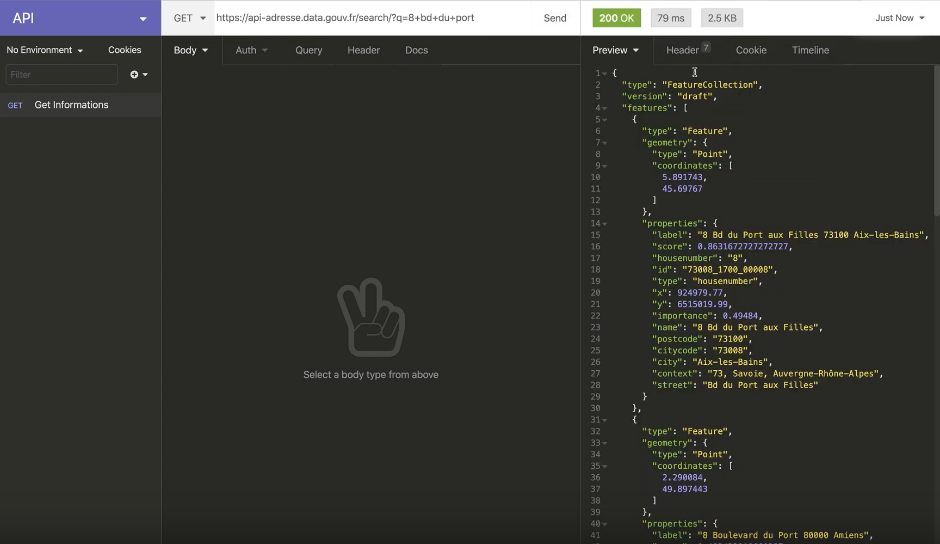 API
GET https://api-adresse.data.gouv.fr/search/?q=8+bd+du+port Send
200 OK 79 ms 2.5 KB Just Now
No Environment Cookies
Body Auth Query Header Docs
Preview Header 7 Cookie Timeline
Filter
GET Get Informations
Select a body type from above
1 {
2 "type": "FeatureCollection",
3 "version": "draft",
4 "features": [
5 {
6 "type": "Feature",
7 "geometry": {
8 "type": "Point",
9 "coordinates": [
10 5.891743,
11 45.69767
12 ]
13 },
14 "properties": {
15 "label": "8 Bd du Port aux Filles 73100 Aix-les-Bains",
16 "score": 0.8631672727272727,
17 "housenumber": "8",
18 "id": "73008_1700_00008",
19 "type": "housenumber",
20 "x": 924979.77,
21 "y": 6515019.99,
22 "importance": 0.49484,
23 "name": "8 Bd du Port aux Filles",
24 "postcode": "73100",
25 "citycode": "73008",
26 "city": "Aix-les-Bains",
27 "context": "73, Savoie, Auvergne-Rhône-Alpes",
28 "street": "Bd du Port aux Filles"
29 }
30 },
31 {
32 "type": "Feature",
33 "geometry": {
34 "type": "Point",
35 "coordinates": [
36 2.290084,
37 49.897443
38 ]
39 },
40 "properties": {
41 "label": "8 Boulevard du Port 80000 Amiens",